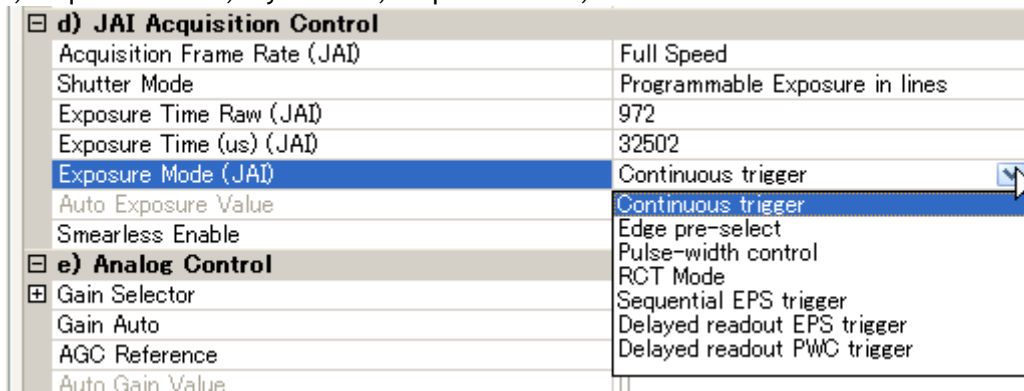 d) JAI Acquisition Control
Acquisition Frame Rate (JAI) Full Speed
Shutter Mode Programmable Exposure in lines
Exposure Time Raw (JAI) 972
Exposure Time (us) (JAI) 32502
Exposure Mode (JAI) Continuous trigger
Auto Exposure Value Continuous trigger
Smearless Enable Edge pre-select
Pulse-width control
e) Analog Control RCT Mode
Gain Selector Sequential EPS trigger
Gain Auto Delayed readout EPS trigger
AGC Reference Delayed readout PWC trigger
Auto Gain Value